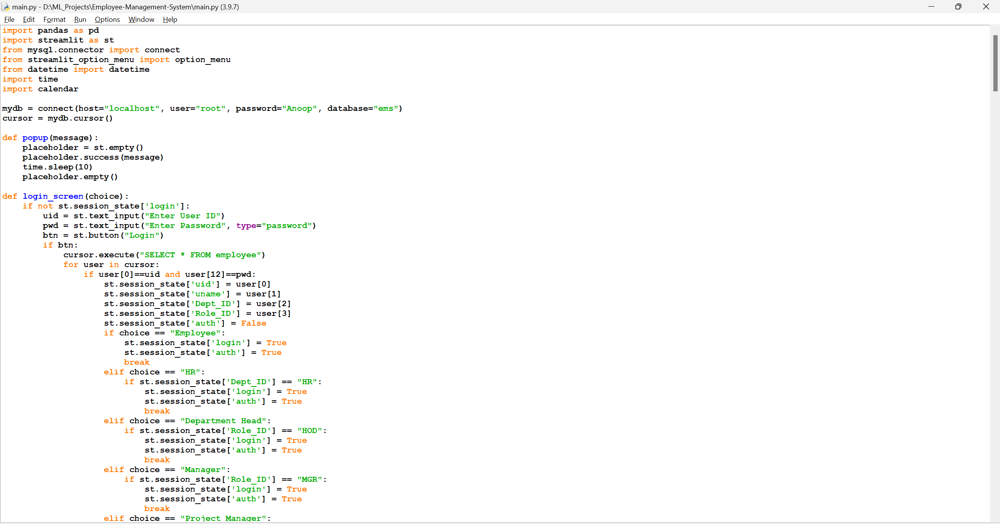 main.py - D:\ML_Projects\Employee-Management-System\main.py (3.9.7)
File Edit Format Run Options Window Help
import pandas as pd
import streamlit as st
from mysql.connector import connect
from streamlit_option_menu import option_menu
from datetime import datetime
import time
import calendar

mydb = connect(host="localhost", user="root", password="Anoop", database="ems")
cursor = mydb.cursor()

def popup(message):
    placeholder = st.empty()
    placeholder.success(message)
    time.sleep(10)
    placeholder.empty()

def login_screen(choice):
    if not st.session_state['login']:
        uid = st.text_input("Enter User ID")
        pwd = st.text_input("Enter Password", type="password")
        btn = st.button("Login")
        if btn:
            cursor.execute("SELECT * FROM employee")
            for user in cursor:
                if user[0]==uid and user[12]==pwd:
                    st.session_state['uid'] = user[0]
                    st.session_state['uname'] = user[1]
                    st.session_state['Dept_ID'] = user[2]
                    st.session_state['Role_ID'] = user[3]
                    st.session_state['auth'] = False
                    if choice == "Employee":
                        st.session_state['login'] = True
                        st.session_state['auth'] = True
                        break
                    elif choice == "HR":
                        if st.session_state['Dept_ID'] == "HR":
                            st.session_state['login'] = True
                            st.session_state['auth'] = True
                            break
                    elif choice == "Department Head":
                        if st.session_state['Role_ID'] == "HOD":
                            st.session_state['login'] = True
                            st.session_state['auth'] = True
                            break
                    elif choice == "Manager":
                        if st.session_state['Role_ID'] == "MGR":
                            st.session_state['login'] = True
                            st.session_state['auth'] = True
                            break
                    elif choice == "Project Manager":